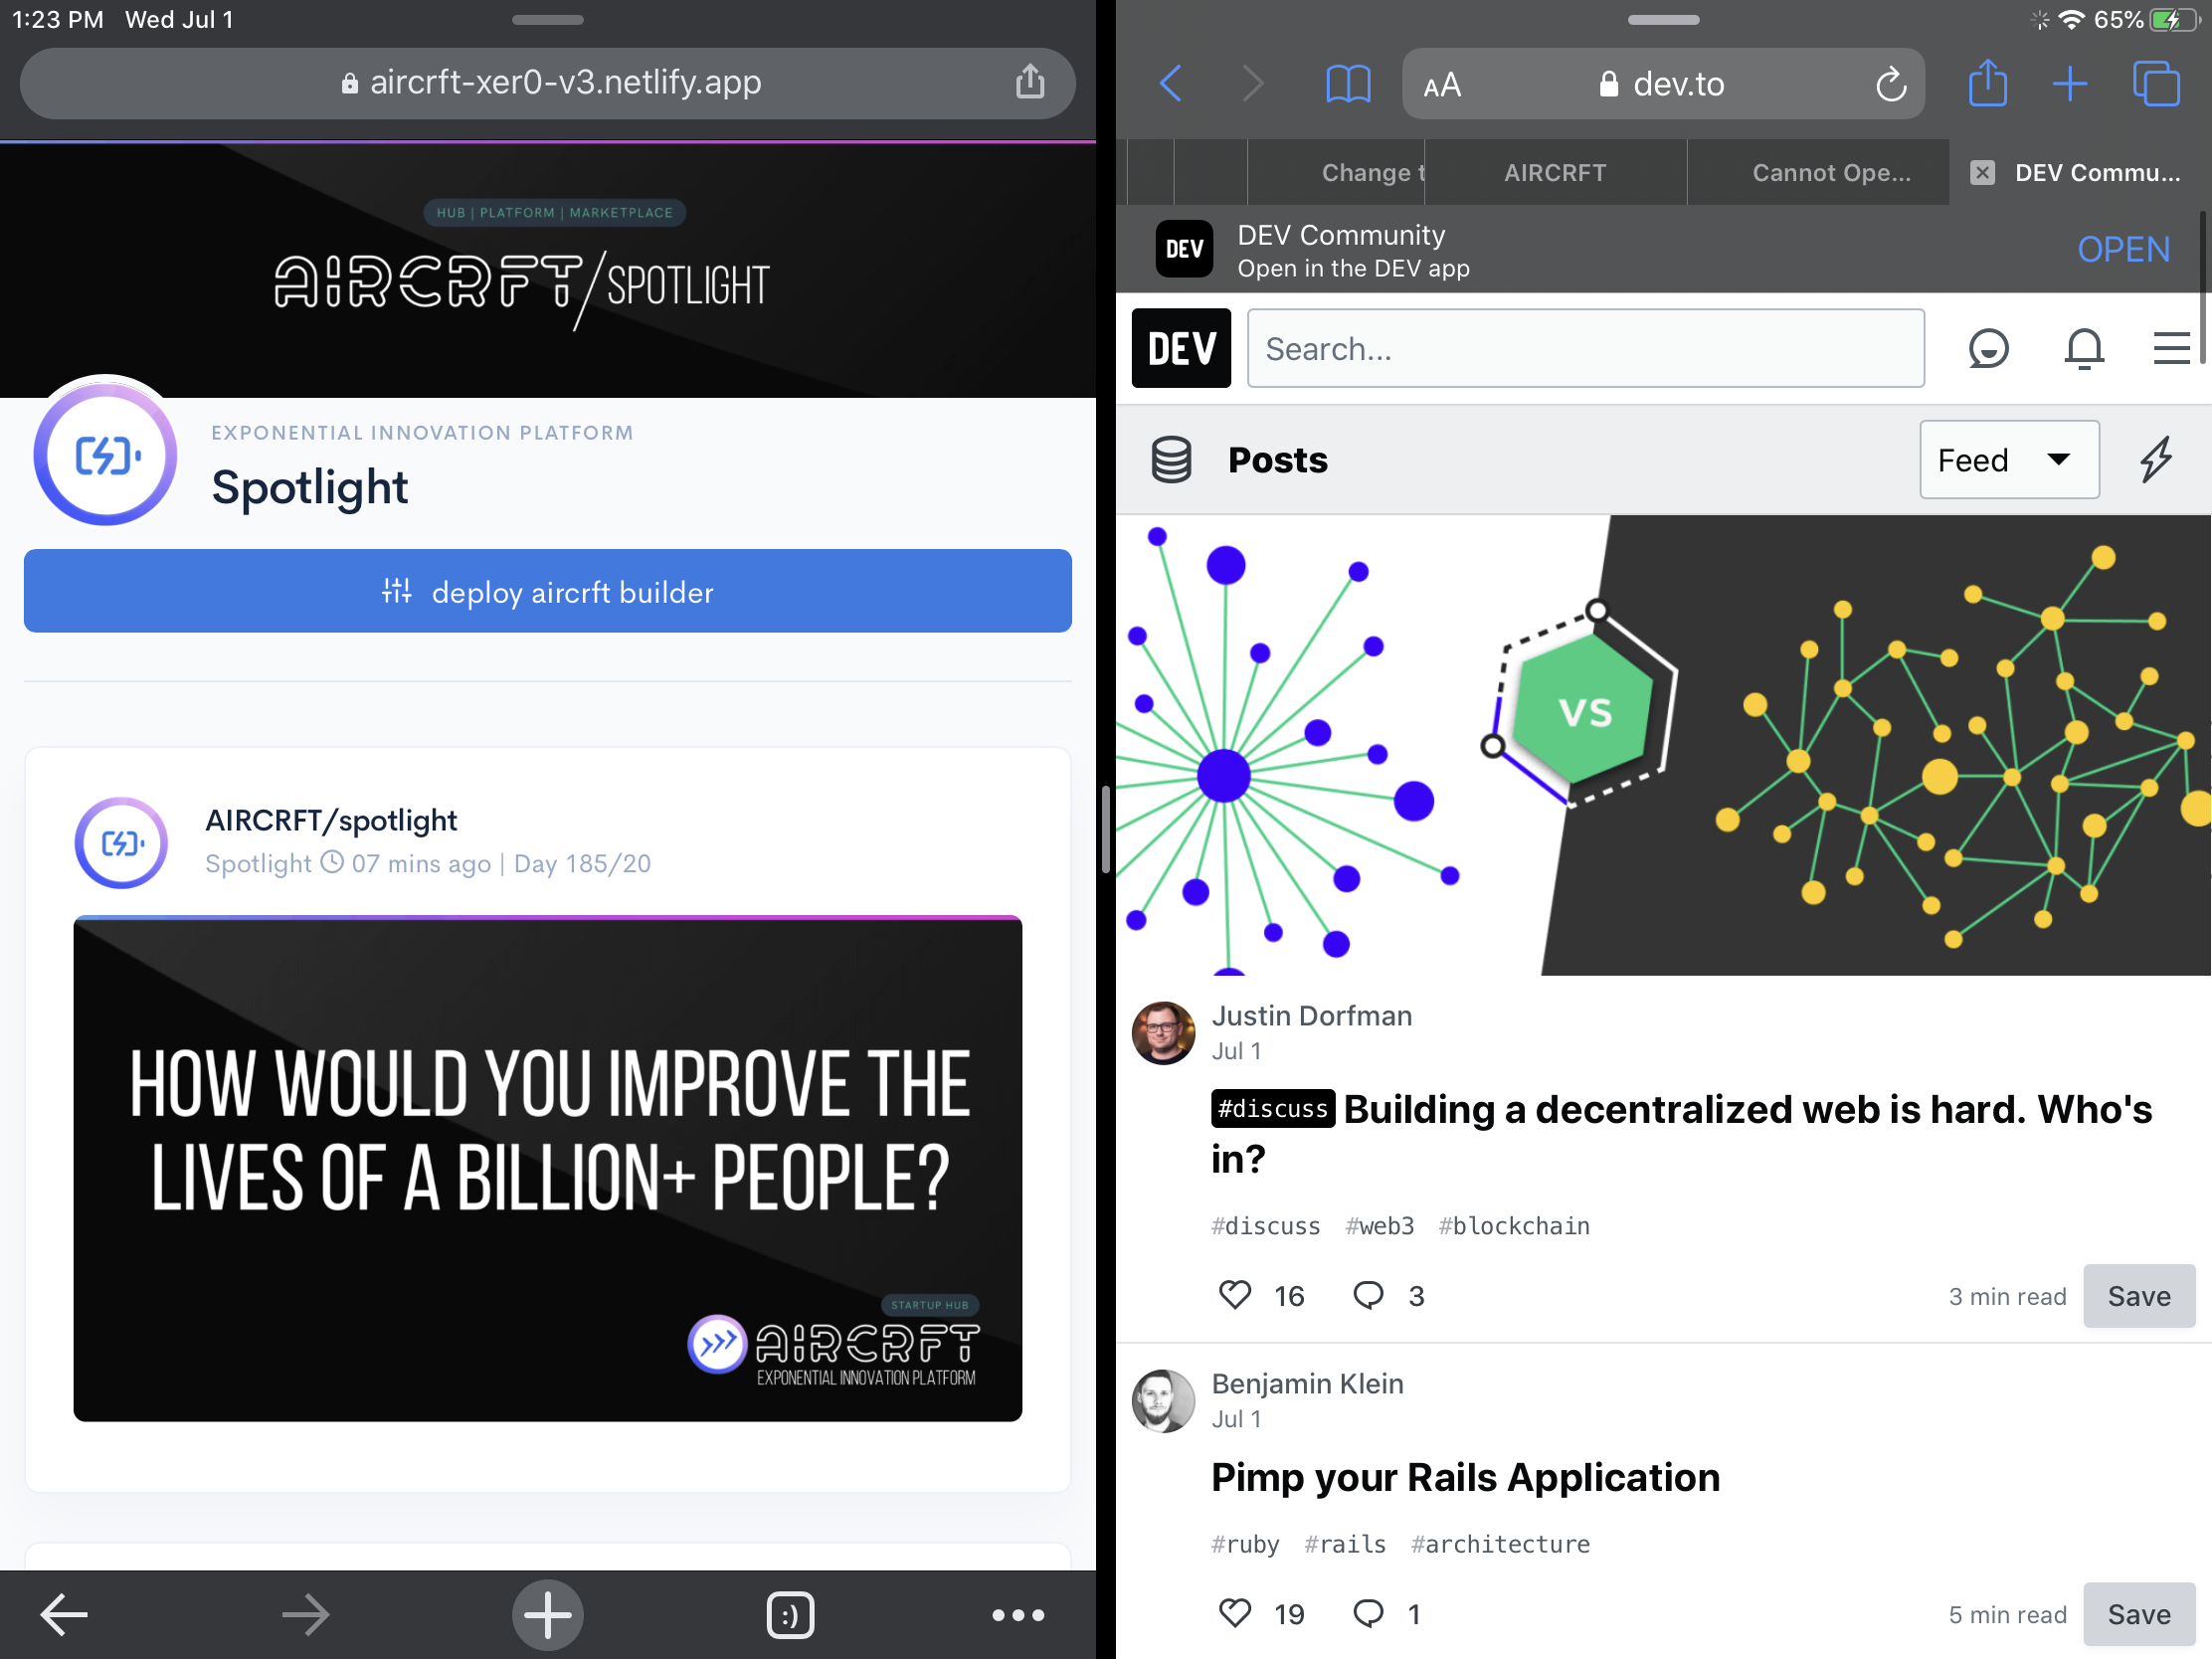 1:23 PM Wed Jul 1
aircrft-xer0-v3.netlify.app
HUB | PLATFORM | MARKETPLACE
AIRCRFT/SPOTLIGHT
EXPONENTIAL INNOVATION PLATFORM
Spotlight
deploy aircrft builder
AIRCRFT/spotlight
Spotlight 07 mins ago | Day 185/20
HOW WOULD YOU IMPROVE THE
LIVES OF A BILLION+ PEOPLE?
STARTUP HUB
AIRCRFT
EXPONENTIAL INNOVATION PLATFORM
:)
65%
AA dev.to
Change t
AIRCRFT
Cannot Ope...
DEV Commu...
DEV
DEV Community
Open in the DEV app
OPEN
DEV
Search...
Posts
Feed
VS
Justin Dorfman
Jul 1
#discuss Building a decentralized web is hard. Who's
in?
#discuss #web3 #blockchain
16 3 3 min read Save
Benjamin Klein
Jul 1
Pimp your Rails Application
#ruby #rails #architecture
19 1 5 min read Save